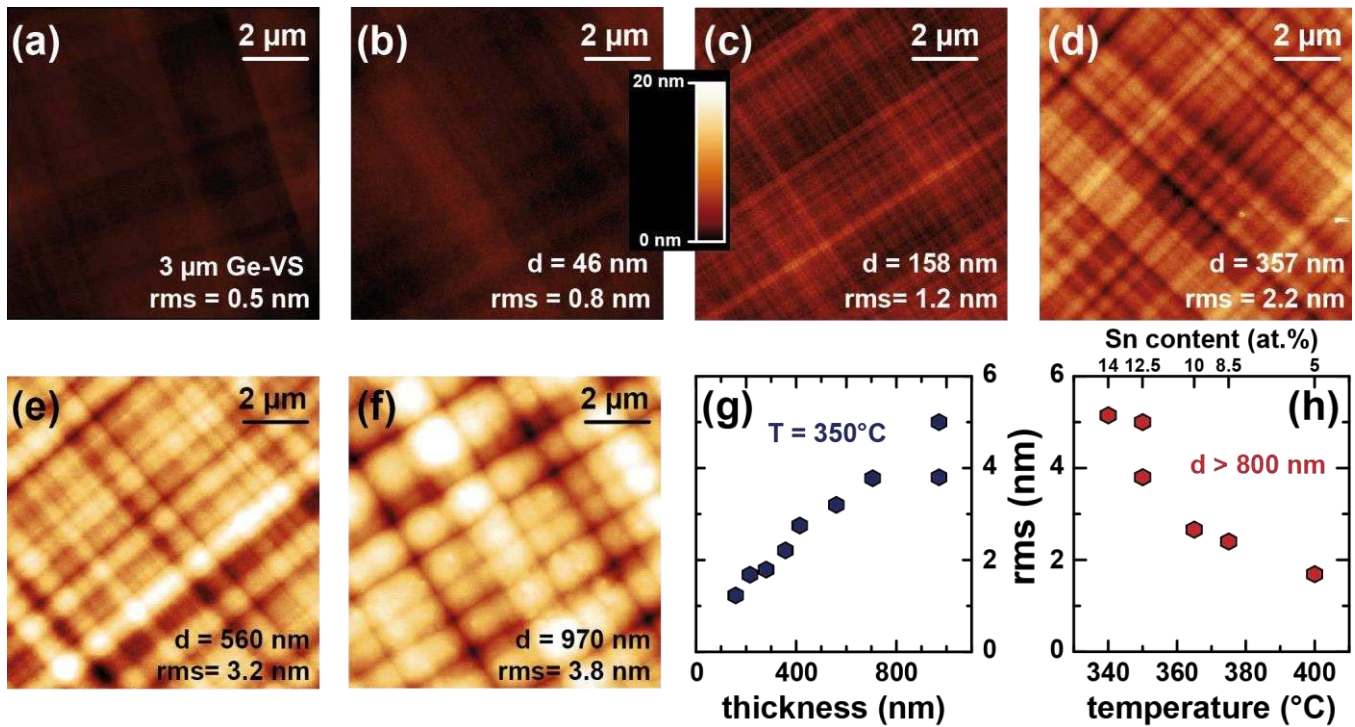 (a)
2 µm
3 µm Ge-VS
rms = 0.5 nm
(b)
2 µm
d = 46 nm
rms = 0.8 nm
20 nm
0 nm
(c)
2 µm
d = 158 nm
rms= 1.2 nm
(d)
2 µm
d = 357 nm
rms = 2.2 nm
(e)
2 µm
d = 560 nm
rms= 3.2 nm
(f)
2 µm
d = 970 nm
rms= 3.8 nm
(g)
T = 350°C
0 400 800
thickness (nm)
6
4
2
0
rms (nm)
Sn content (at.%)
14 12.5 10 8.5 5
6
4
2
0
(h)
d > 800 nm
340 360 380 400
temperature (°C)